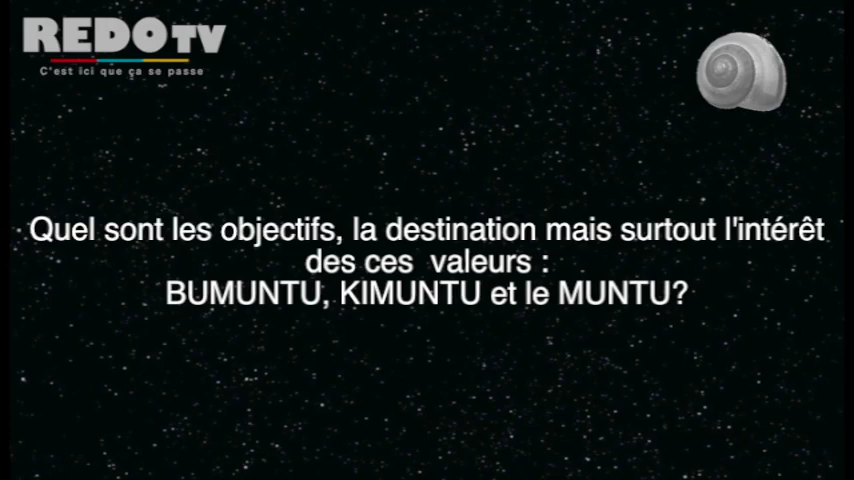 REDO TV
C'est ici que ça se passe
Quel sont les objectifs, la destination mais surtout l'intérêt
des ces valeurs :
BUMUNTU, KIMUNTU et le MUNTU?